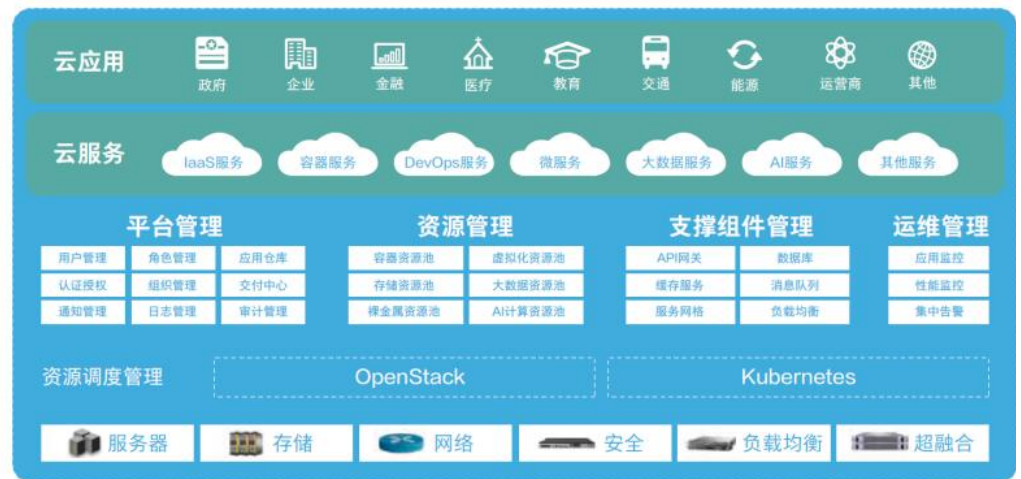 云应用
政府 企业 金融 医疗 教育 交通 能源 运营商 其他
云服务
IaaS服务 容器服务 DevOps服务 微服务 大数据服务 AI服务 其他服务
平台管理 资源管理 支撑组件管理 运维管理
用户管理 角色管理 应用仓库 容器资源池 虚拟化资源池 API网关 数据库 应用监控
认证授权 组织管理 交付中心 存储资源池 大数据资源池 缓存服务 消息队列 性能监控
通知管理 日志管理 审计管理 裸金属资源池 AI计算资源池 服务网格 负载均衡 集中告警
资源调度管理 OpenStack Kubernetes
服务器 存储 网络 安全 负载均衡 超融合